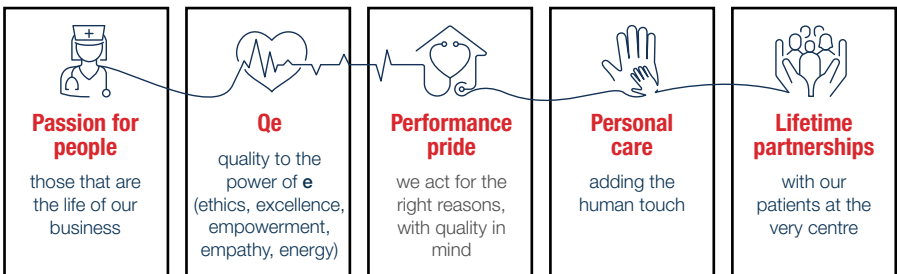 Passion for
people
those that are
the life of our
business
Qe
quality to the
power of e
(ethics, excellence,
empowerment,
empathy, energy)
Performance
pride
we act for the
right reasons,
with quality in
mind
Personal
care
adding the
human touch
Lifetime
partnerships
with our
patients at the
very centre